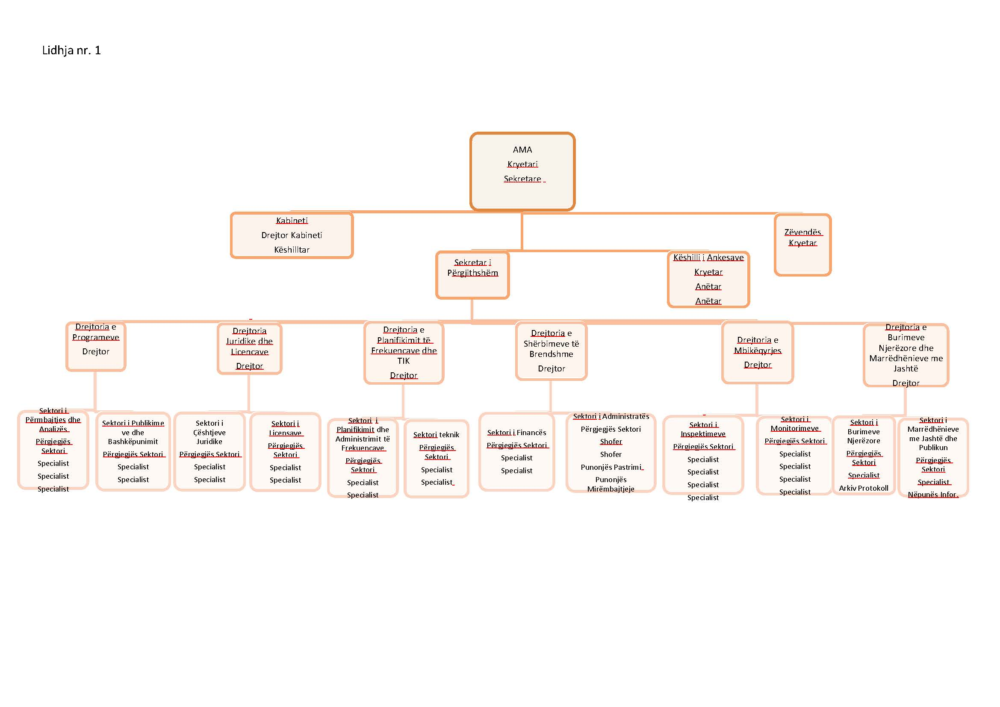 Lidhja nr. 1
AMA
Kryetari
Sekretare
Kabineti
Drejtor Kabineti
Këshilltar
Zëvendës
Kryetar
Sekretar i
Përgjithshëm
Këshilli i Ankesave
Kryetar
Anëtar
Anëtar
Drejtoria e
Programeve
Drejtor
Drejtoria
Juridike dhe
Licencave
Drejtor
Drejtoria e
Planifikimit të
Frekuencave dhe
TIK
Drejtor
Drejtoria e
Shërbimeve të
Brendshme
Drejtor
Drejtoria e
Mbikëqyrjes
Drejtor
Drejtoria e
Burimeve
Njerëzore dhe
Marrëdhënieve me
Jashtë
Drejtor
Sektori i
Përmbajtjes dhe
Analizës
Përgjegjës
Sektori
Specialist
Specialist
Specialist
Sektori i Publikime
ve dhe
Bashkëpunimit
Përgjegjës Sektori
Specialist
Specialist
Sektori i
Çështjeve
Juridike
Përgjegjës Sektori
Specialist
Specialist
Sektori i
Licensave
Përgjegjës
Sektori
Specialist
Specialist
Sektori i
Planifikimit dhe
Administrimit të
Frekuencave
Përgjegjës
Sektori
Specialist
Specialist
Sektori teknik
Përgjegjës
Sektori
Specialist
Specialist
Sektori i Financës
Përgjegjës Sektori
Specialist
Specialist
Sektori i Administratës
Përgjegjës Sektori
Shofer
Shofer
Punonjës Pastrimi
Punonjës
Mirëmbajtjeje
Sektori i
Inspektimeve
Përgjegjës Sektori
Specialist
Specialist
Specialist
Specialist
Sektori i
Monitorimeve
Përgjegjës Sektori
Specialist
Specialist
Specialist
Specialist
Sektori i
Burimeve
Njerëzore
Përgjegjës
Sektori
Specialist
Arkiv Protokoll
Sektori i
Marrëdhënieve
me Jashtë dhe
Publikun
Përgjegjës
Sektori
Specialist
Nëpunës Infor.